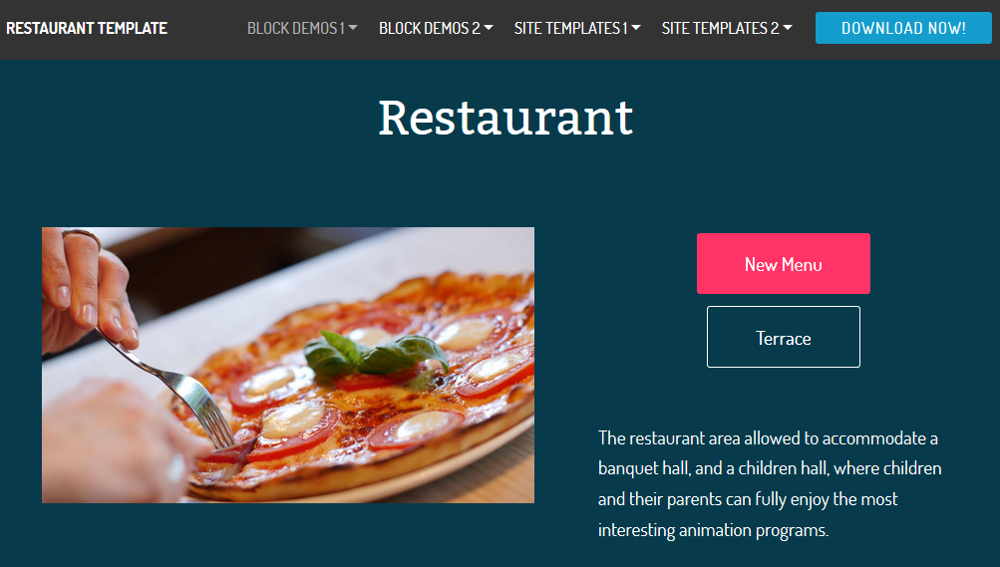 RESTAURANT TEMPLATE
BLOCK DEMOS 1
BLOCK DEMOS 2
SITE TEMPLATES 1
SITE TEMPLATES 2
DOWNLOAD NOW!
Restaurant
New Menu
Terrace
The restaurant area allowed to accommodate a
banquet hall, and a children hall, where children
and their parents can fully enjoy the most
interesting animation programs.